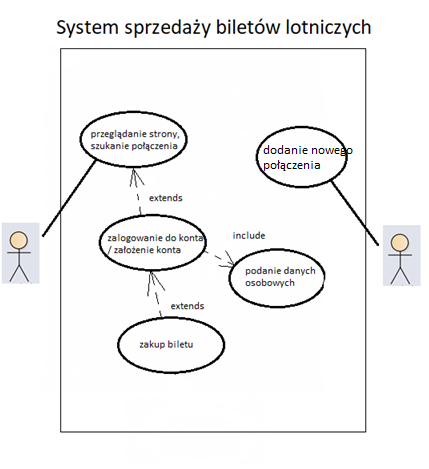 System sprzedaży biletów lotniczych
przeglądanie strony,
szukanie połączenia
dodanie nowego
połączenia
extends
zalogowanie do konta
/ założenie konta
include
podanie danych
osobowych
extends
zakup biletu